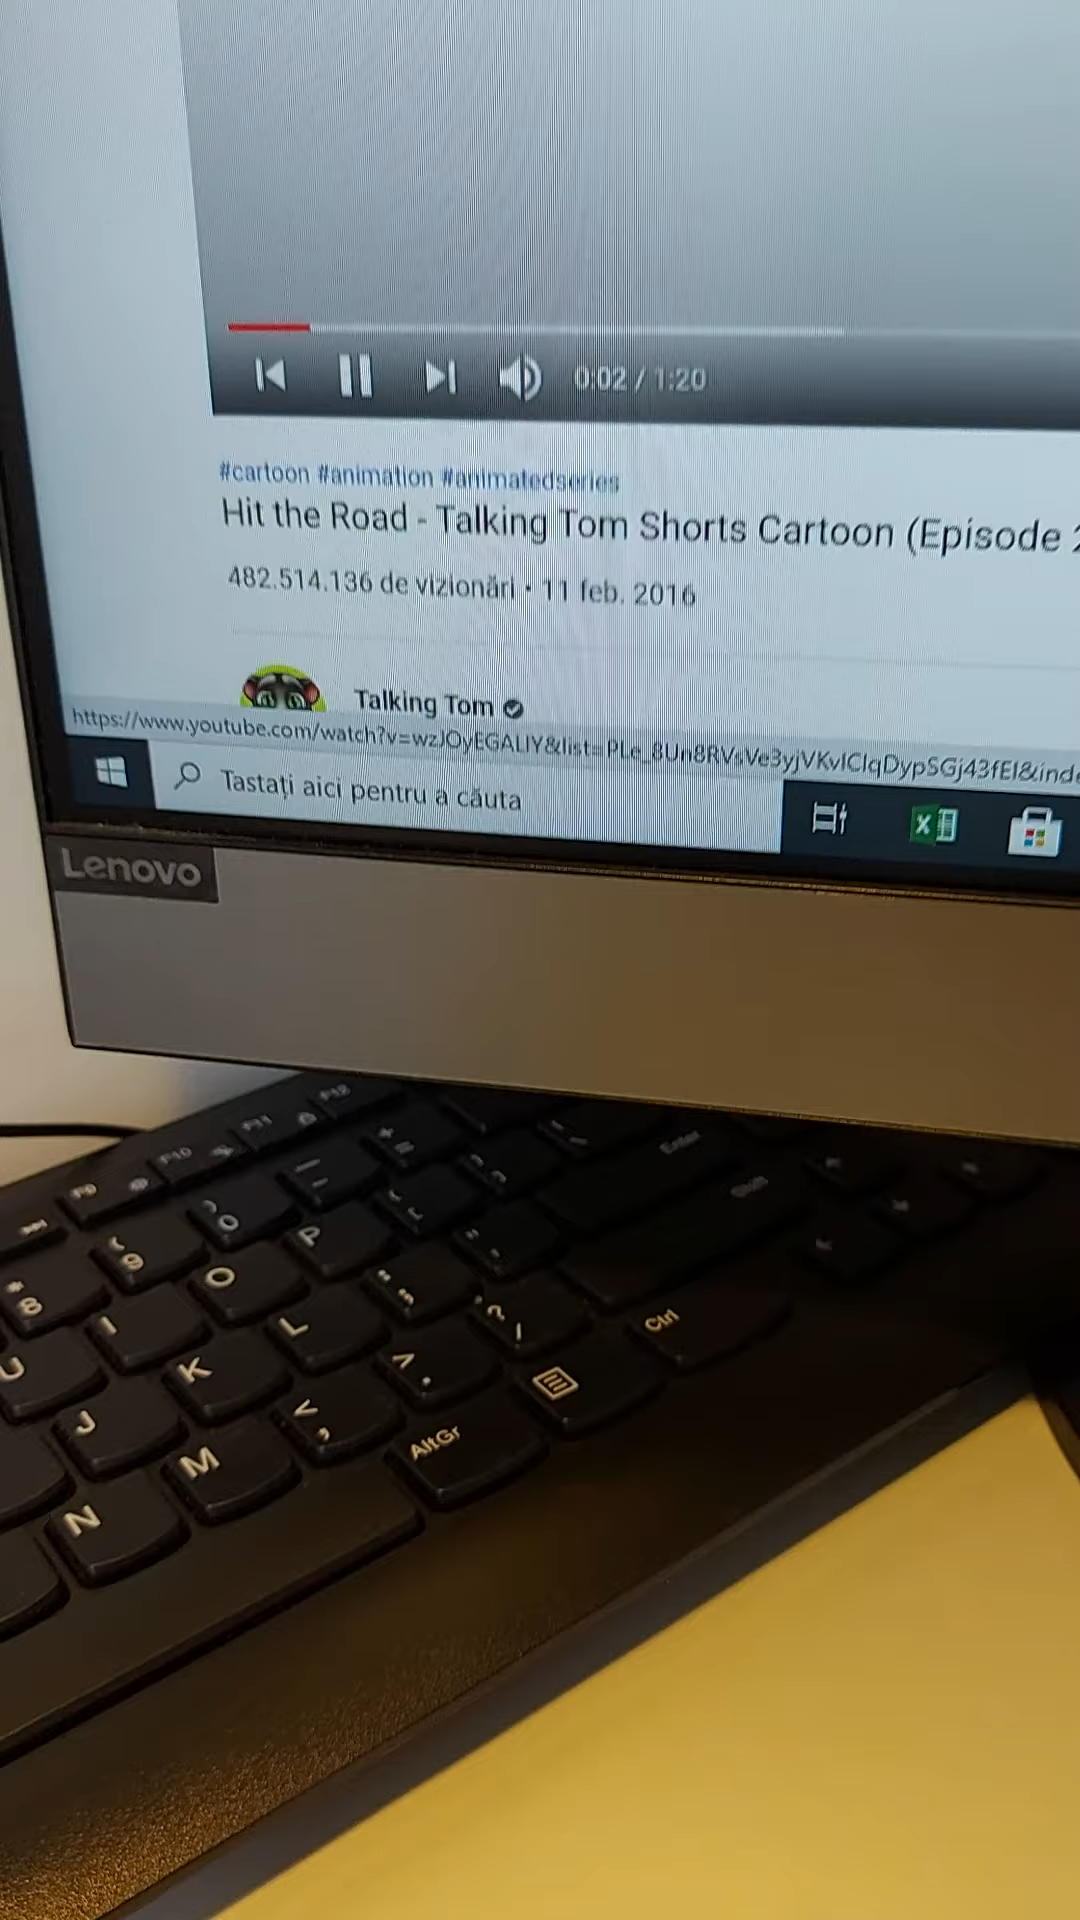 0:02 / 1:20
#cartoon #animation #animatedseries
Hit the Road - Talking Tom Shorts Cartoon (Episode
482.514.136 de vizionări • 11 feb. 2016
Talking Tom
https://www.youtube.com/watch?v=wzJOyEGALIY&list=PLe_8Un8RVsVe3yjVKvICIqDypSGj43fEI&inde
Tastați aici pentru a căuta
Lenovo
F9 F10 F11 F12
* 8 9 0 Enter
U I O P Shift
J K L Ctrl
N M AltGr